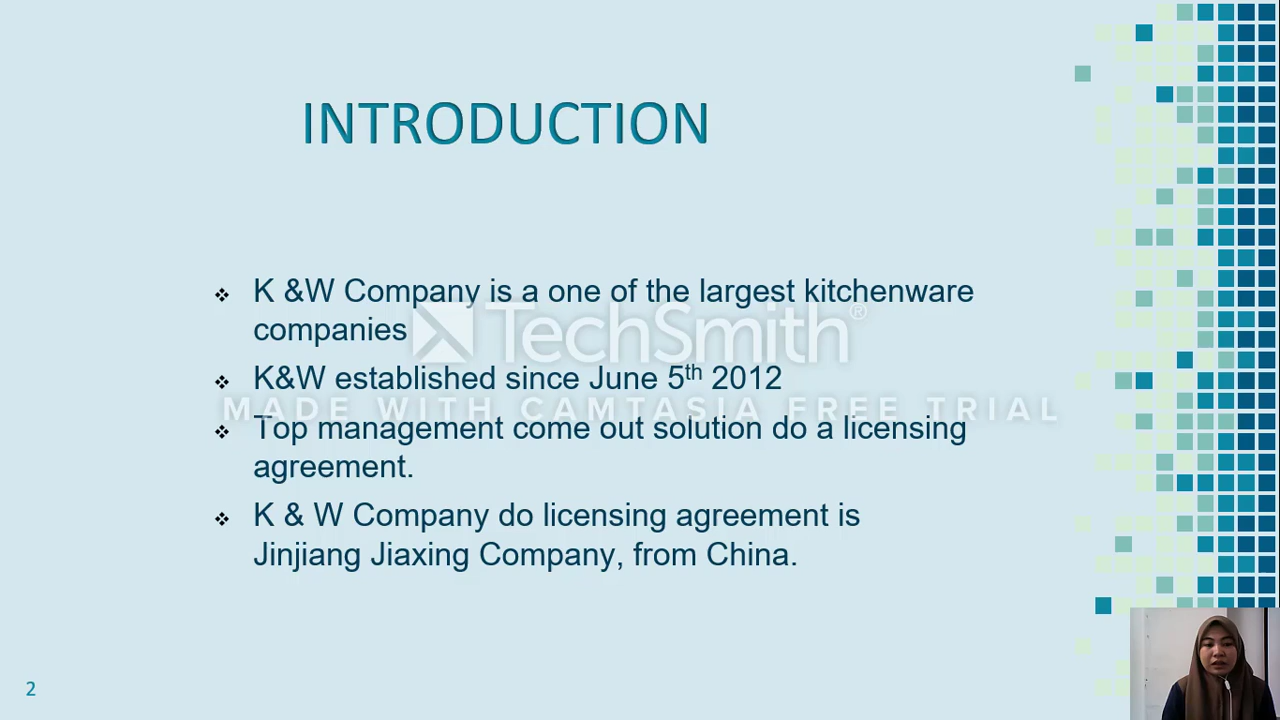 INTRODUCTION
❖ K &W Company is a one of the largest kitchenware
companies
TechSmith®
❖ K&W established since June 5th 2012
MADE WITH CAMTASIA FREE TRIAL
❖ Top management come out solution do a licensing
agreement.
❖ K & W Company do licensing agreement is
Jinjiang Jiaxing Company, from China.
2